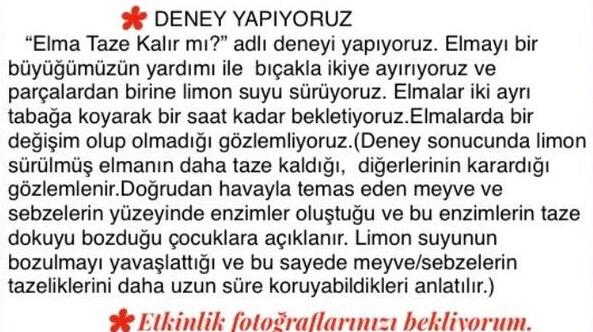 DENEY YAPIYORUZ
“Elma Taze Kalır mı?” adlı deneyi yapıyoruz. Elmayı bir
büyüğümüzün yardımı ile bıçakla ikiye ayırıyoruz ve
parçalardan birine limon suyu sürüyoruz. Elmalar iki ayrı
tabağa koyarak bir saat kadar bekletiyoruz.Elmalarda bir
değişim olup olmadığı gözlemliyoruz.(Deney sonucunda limon
sürülmüş elmanın daha taze kaldığı, diğerlerinin karardığı
gözlemlenir.Doğrudan havayla temas eden meyve ve
sebzelerin yüzeyinde enzimler oluştuğu ve bu enzimlerin taze
dokuyu bozduğu çocuklara açıklanır. Limon suyunun
bozulmayı yavaşlattığı ve bu sayede meyve/sebzelerin
tazeliklerini daha uzun süre koruyabildikleri anlatılır.)
Etkinlik fotoğraflarınızı bekliyorum.